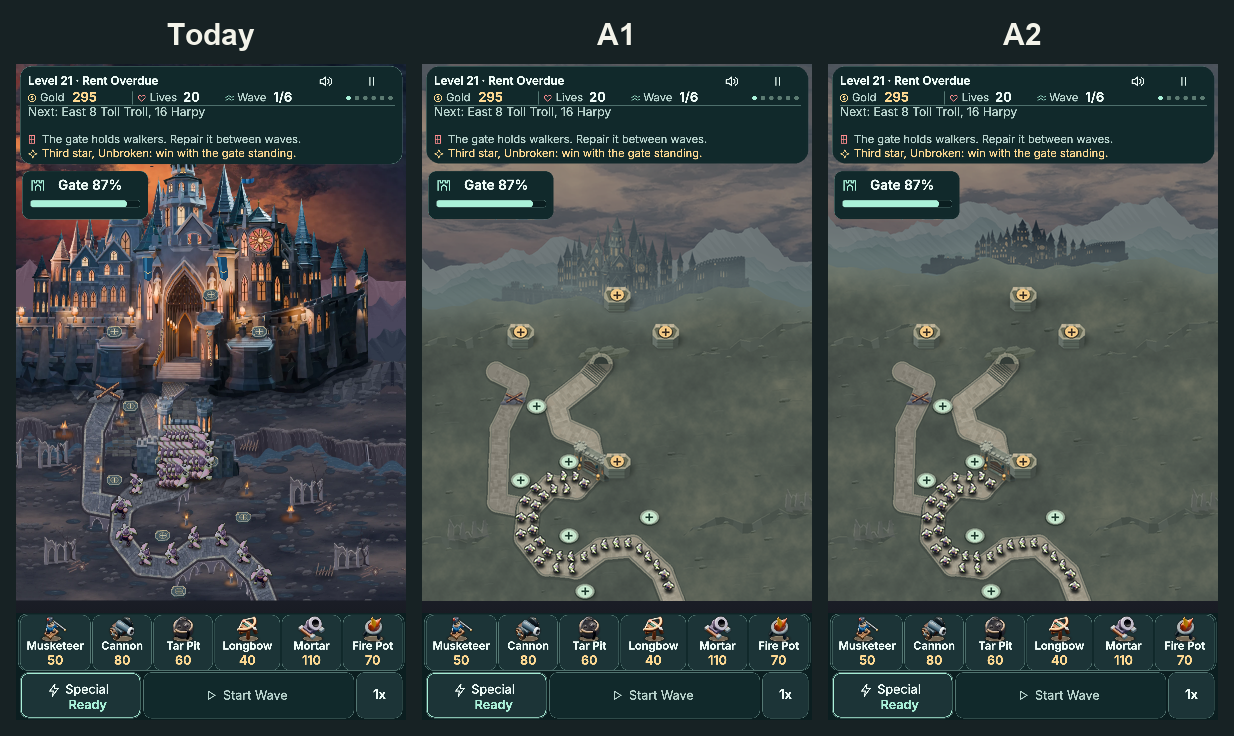 Today
A1
A2
Level 21 · Rent Overdue
Gold 295 Lives 20 Wave 1/6
Next: East 8 Toll Troll, 16 Harpy
The gate holds walkers. Repair it between waves.
Third star, Unbroken: win with the gate standing.
Gate 87%
Musketeer Cannon Tar Pit Longbow Mortar Fire Pot
50 80 60 40 110 70
Special
Ready
Start Wave
1x
Level 21 · Rent Overdue
Gold 295 Lives 20 Wave 1/6
Next: East 8 Toll Troll, 16 Harpy
The gate holds walkers. Repair it between waves.
Third star, Unbroken: win with the gate standing.
Gate 87%
Musketeer Cannon Tar Pit Longbow Mortar Fire Pot
50 80 60 40 110 70
Special
Ready
Start Wave
1x
Level 21 · Rent Overdue
Gold 295 Lives 20 Wave 1/6
Next: East 8 Toll Troll, 16 Harpy
The gate holds walkers. Repair it between waves.
Third star, Unbroken: win with the gate standing.
Gate 87%
Musketeer Cannon Tar Pit Longbow Mortar Fire Pot
50 80 60 40 110 70
Special
Ready
Start Wave
1x